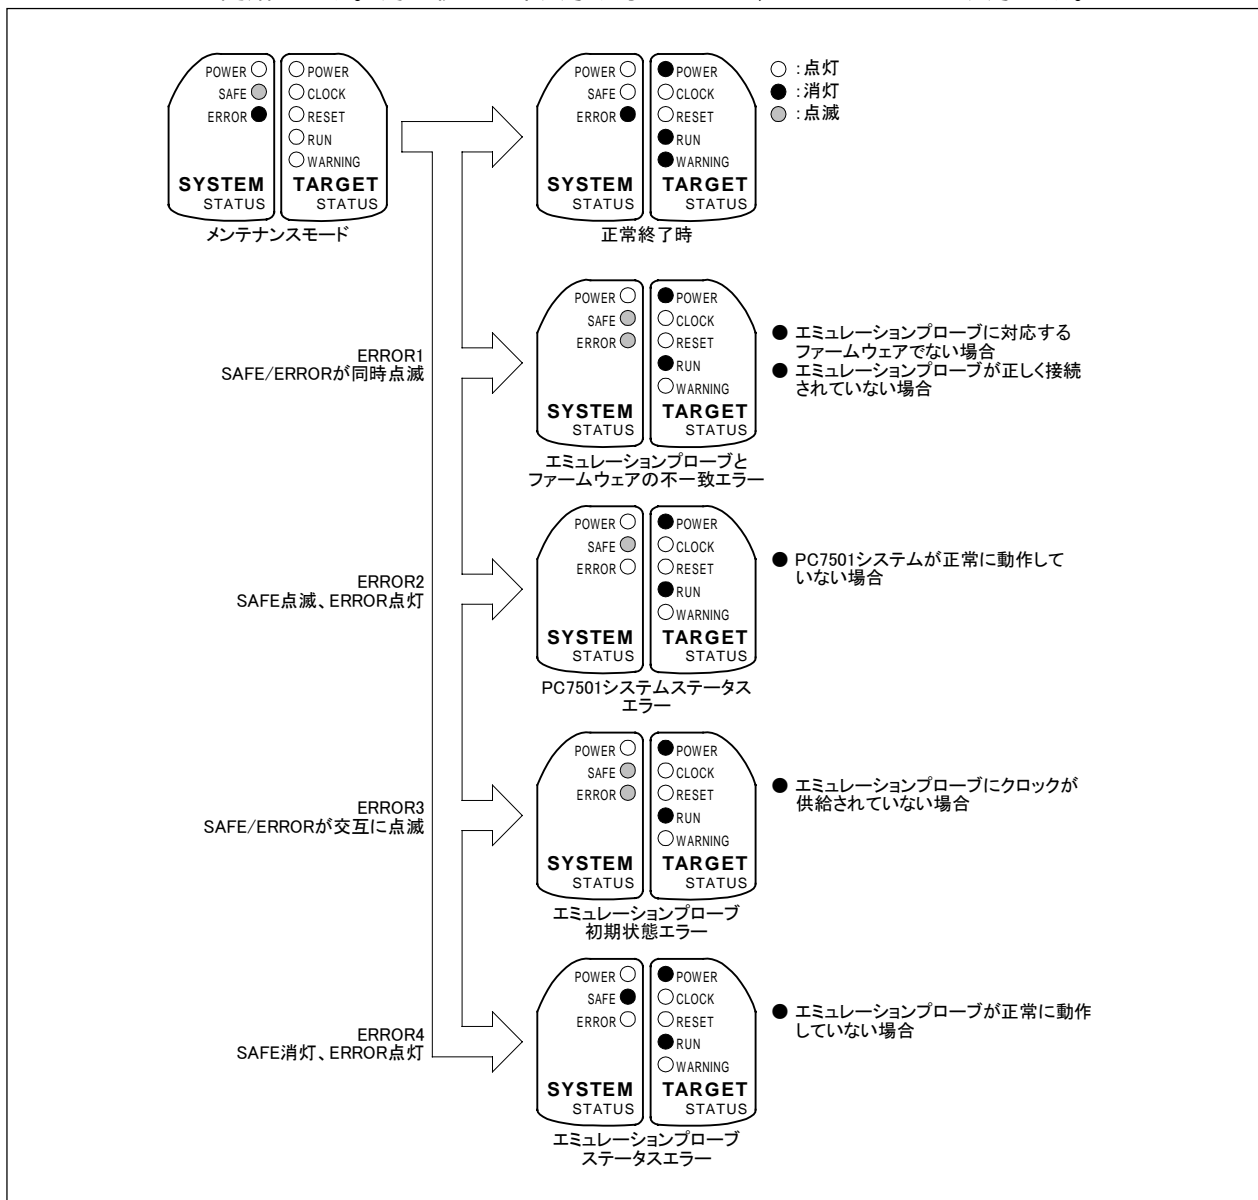 POWER
SAFE
ERROR
SYSTEM
STATUS
POWER
CLOCK
RESET
RUN
WARNING
TARGET
STATUS
メンテナンスモード
POWER
SAFE
ERROR
SYSTEM
STATUS
POWER
CLOCK
RESET
RUN
WARNING
TARGET
STATUS
正常終了時
○ :点灯
● :消灯
:点滅
ERROR1
SAFE/ERRORが同時点滅
POWER
SAFE
ERROR
SYSTEM
STATUS
POWER
CLOCK
RESET
RUN
WARNING
TARGET
STATUS
エミュレーションプローブと
ファームウェアの不一致エラー
● エミュレーションプローブに対応する
ファームウェアでない場合
● エミュレーションプローブが正しく接続
されていない場合
ERROR2
SAFE点滅、ERROR点灯
POWER
SAFE
ERROR
SYSTEM
STATUS
POWER
CLOCK
RESET
RUN
WARNING
TARGET
STATUS
PC7501システムステータス
エラー
● PC7501システムが正常に動作して
いない場合
ERROR3
SAFE/ERRORが交互に点滅
POWER
SAFE
ERROR
SYSTEM
STATUS
POWER
CLOCK
RESET
RUN
WARNING
TARGET
STATUS
エミュレーションプローブ
初期状態エラー
● エミュレーションプローブにクロックが
供給されていない場合
ERROR4
SAFE消灯、ERROR点灯
POWER
SAFE
ERROR
SYSTEM
STATUS
POWER
CLOCK
RESET
RUN
WARNING
TARGET
STATUS
エミュレーションプローブ
ステータスエラー
● エミュレーションプローブが正常に動作
していない場合